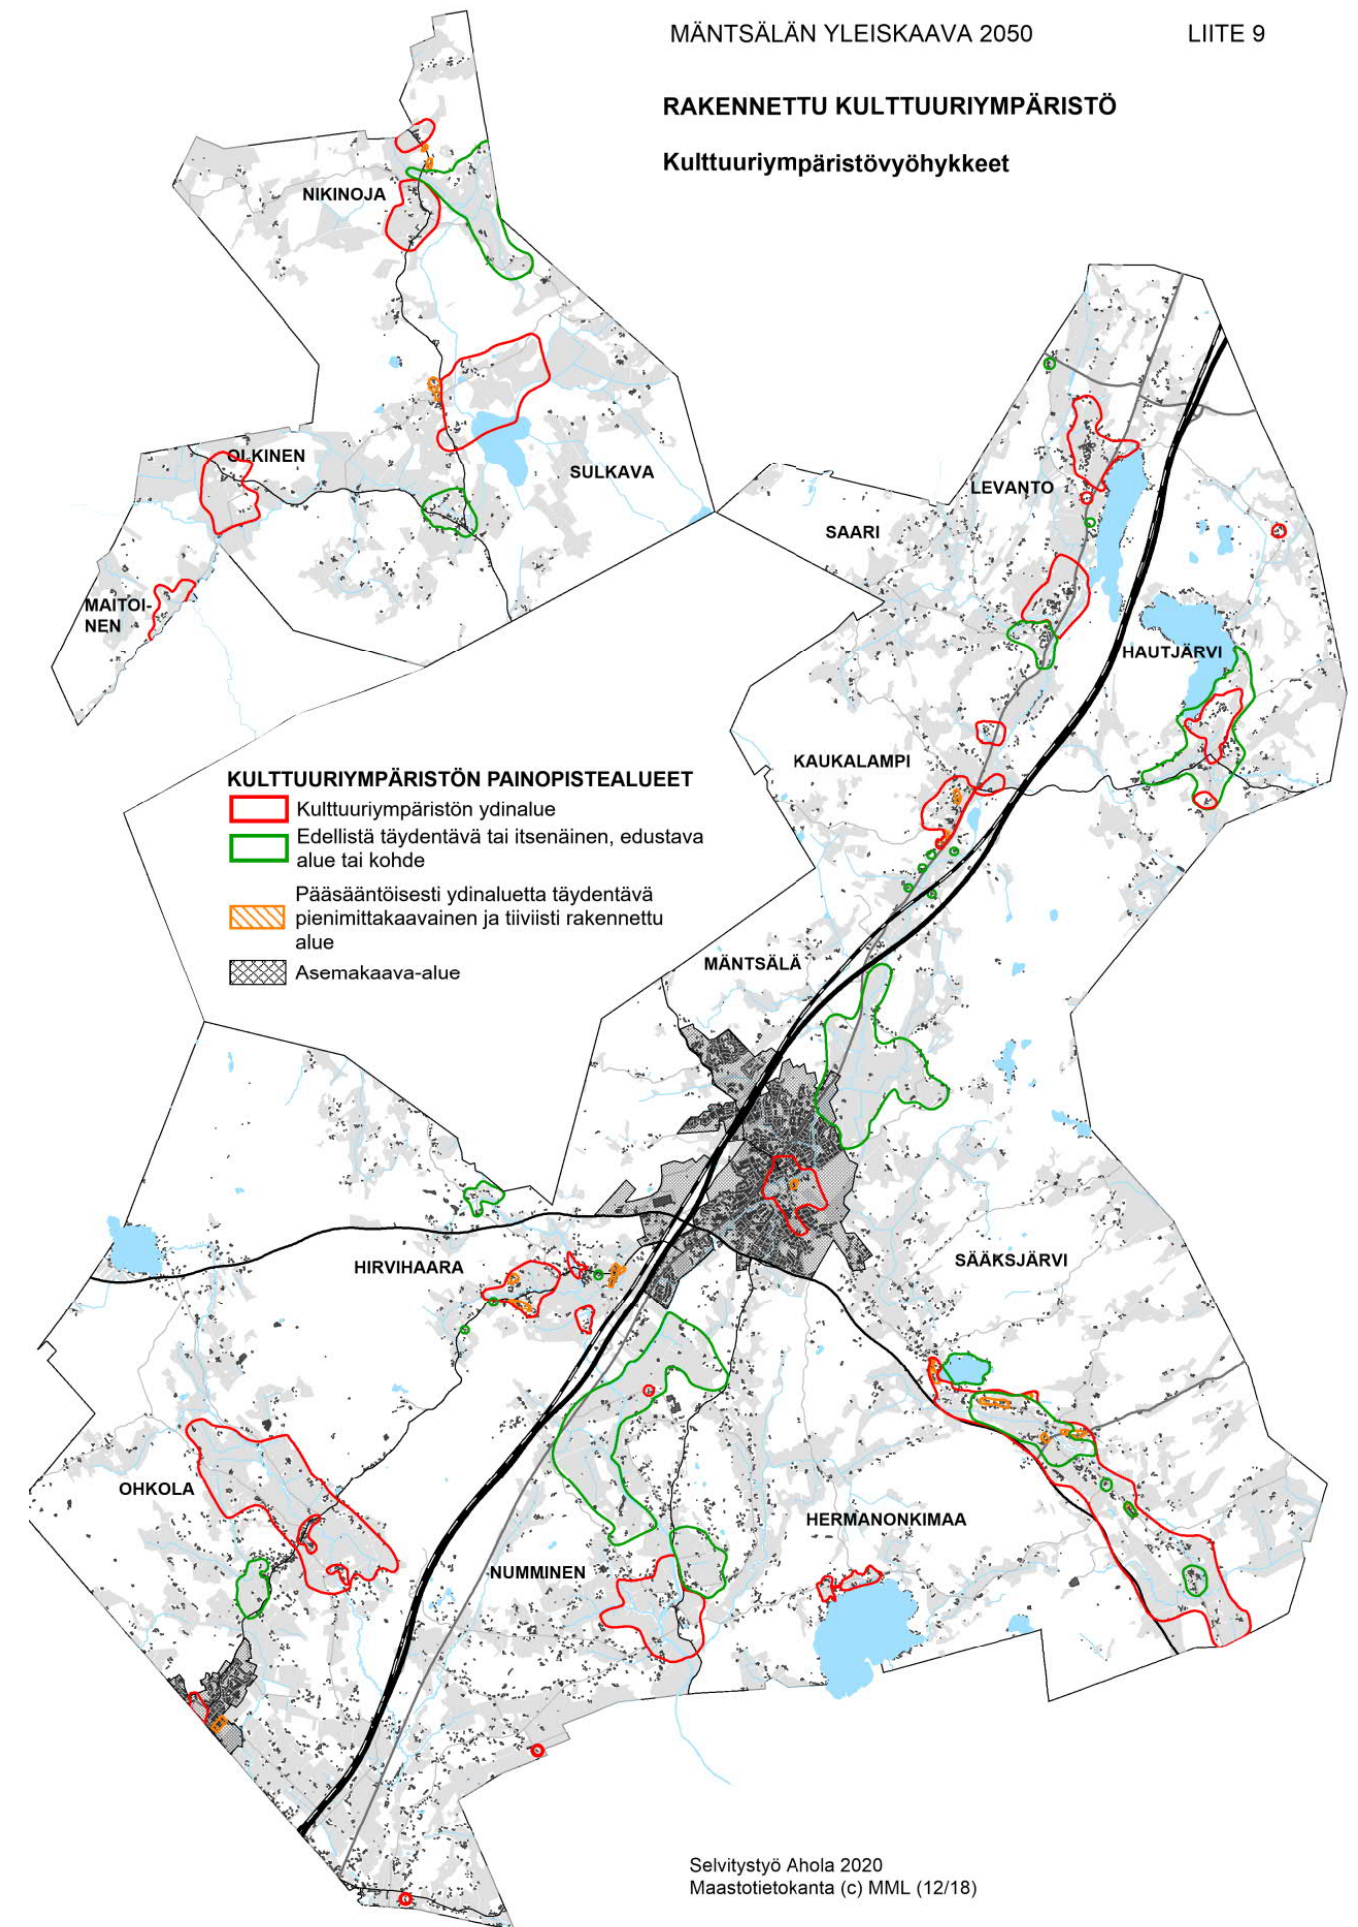 MÄNTSÄLÄN YLEISKAAVA 2050
LIITE 9
RAKENNETTU KULTTUURIYMPÄRISTÖ
Kulttuuriympäristövyöhykkeet
NIKINOJA
OLKINEN
SULKAVA
MAITOI-
NEN
LEVANTO
SAARI
HAUTJÄRVI
KAUKALAMPI
KULTTUURIYMPÄRISTÖN PAINOPISTEALUEET
Kulttuuriympäristön ydinalue
Edellistä täydentävä tai itsenäinen, edustava
alue tai kohde
Pääsääntöisesti ydinaluetta täydentävä
pienimittakaavainen ja tiiviisti rakennettu
alue
Asemakaava-alue
MÄNTSÄLÄ
HIRVIHAARA
SÄÄKSJÄRVI
OHKOLA
HERMANONKIMAA
NUMMINEN
Selvitystyö Ahola 2020
Maastotietokanta (c) MML (12/18)